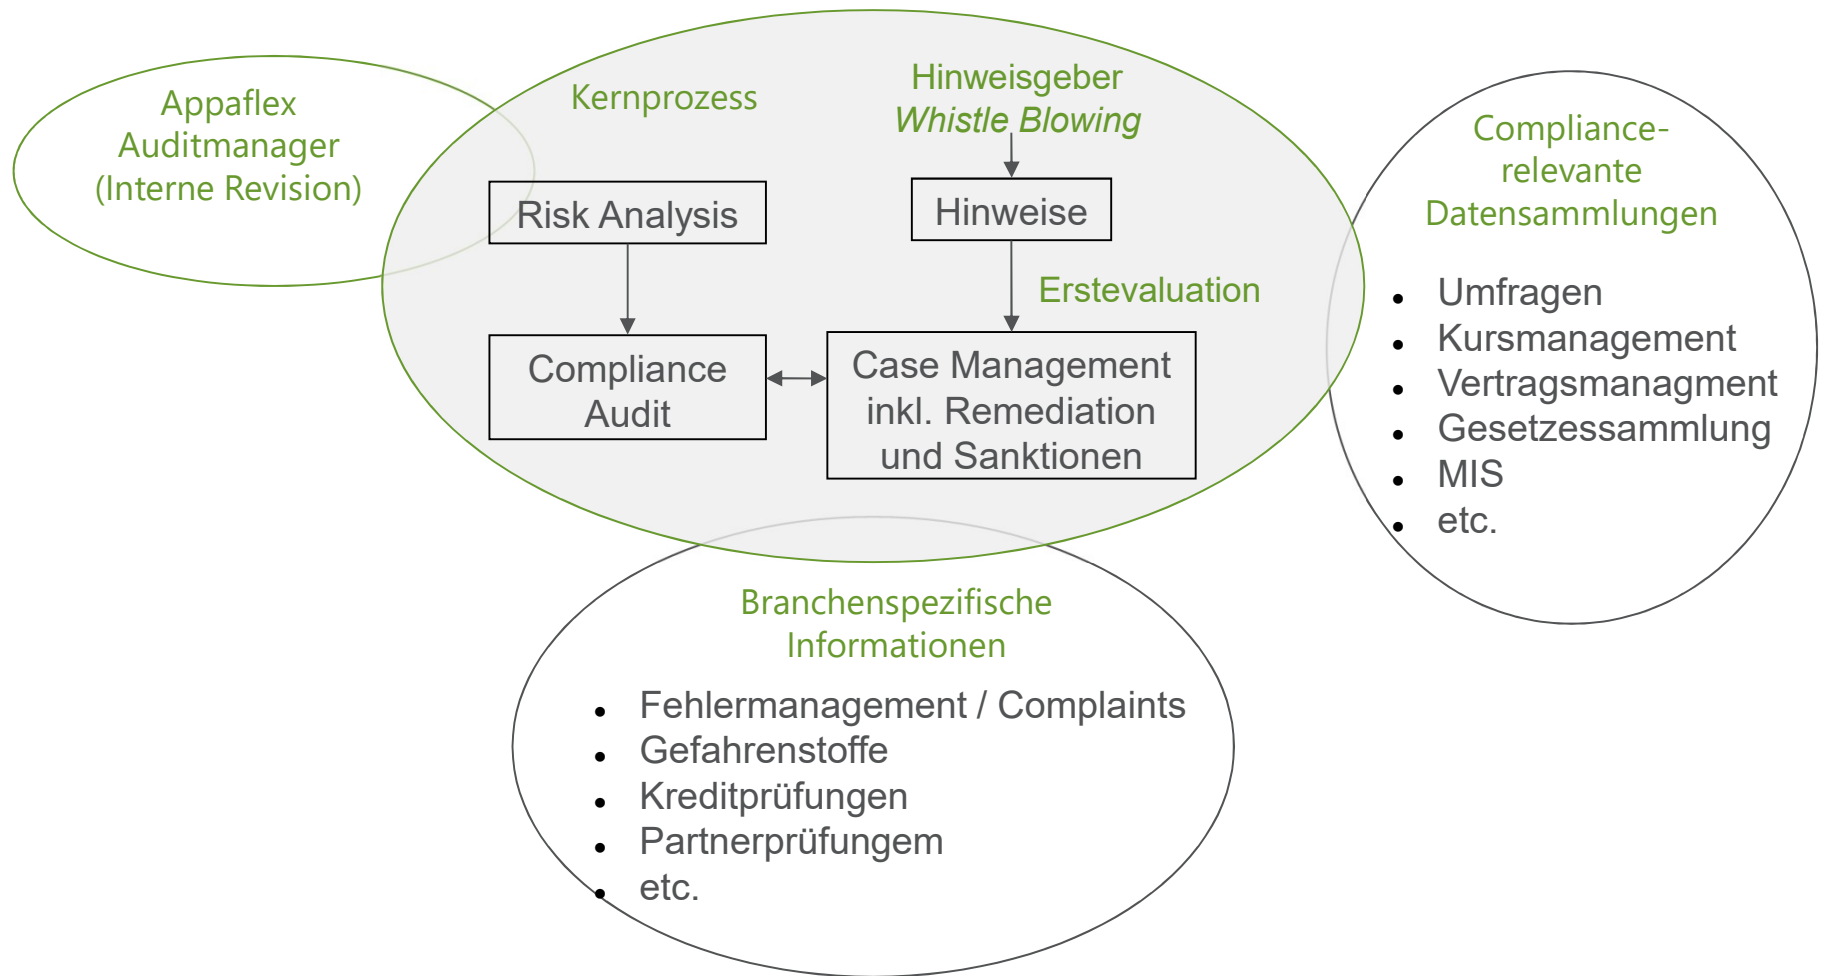 Appaflex
Auditmanager
(Interne Revision)
Kernprozess
Hinweisgeber
Whistle Blowing
Risk Analysis
Hinweise
Erstevaluation
Compliance
Audit
Case Management
inkl. Remediation
und Sanktionen
Compliance-
relevante
Datensammlungen
• Umfragen
• Kursmanagement
• Vertragsmanagment
• Gesetzessammlung
• MIS
• etc.
Branchenspezifische
Informationen
• Fehlermanagement / Complaints
• Gefahrenstoffe
• Kreditprüfungen
• Partnerprüfungem
• etc.